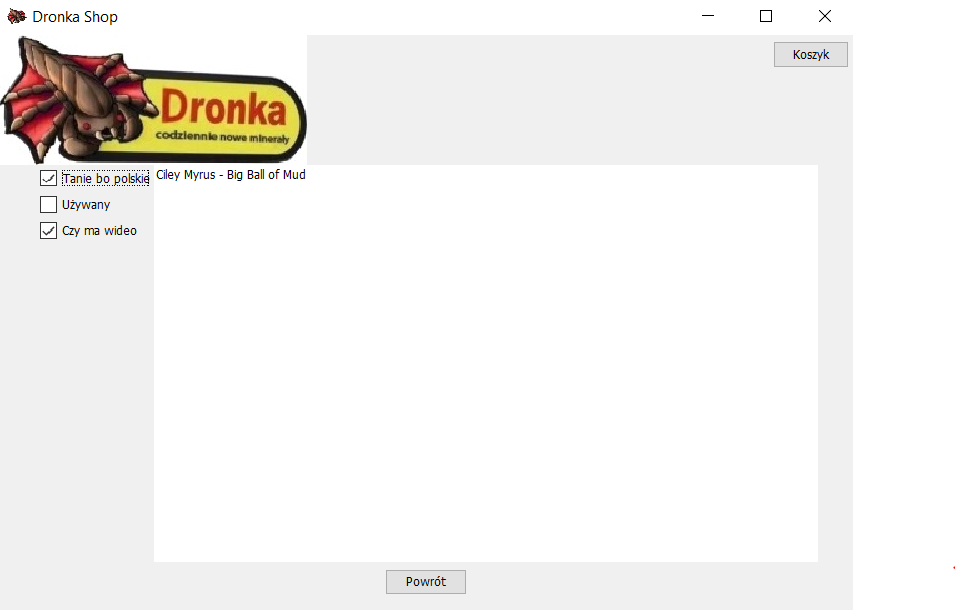 Dronka Shop
Koszyk
Dronka
codziennie nowe minerały
Tanie bo polskie
Ciley Myrus - Big Ball of Mud
Używany
Czy ma wideo
Powrót